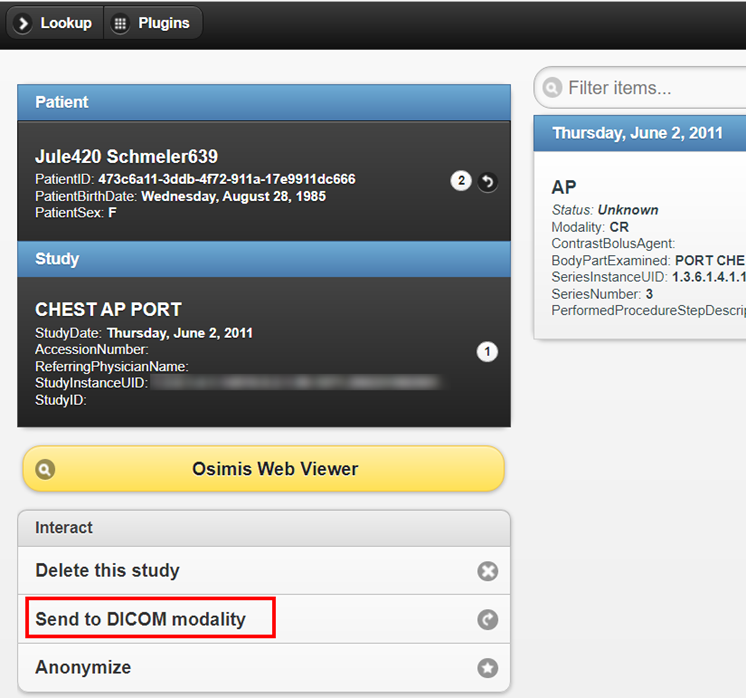 Lookup
Plugins
Patient
Jule420 Schmeler639
PatientID: 473c6a11-3ddb-4f72-911a-17e9911dc666
PatientBirthDate: Wednesday, August 28, 1985
PatientSex: F
2
Study
CHEST AP PORT
StudyDate: Thursday, June 2, 2011
AccessionNumber:
ReferringPhysicianName:
StudyInstanceUID:
StudyID:
1
Osimis Web Viewer
Interact
Delete this study
Send to DICOM modality
Anonymize
Filter items...
Thursday, June 2, 2011
AP
Status: Unknown
Modality: CR
ContrastBolusAgent:
BodyPartExamined: PORT CHE
SeriesInstanceUID: 1.3.6.1.4.1.1
SeriesNumber: 3
PerformedProcedureStepDescrip